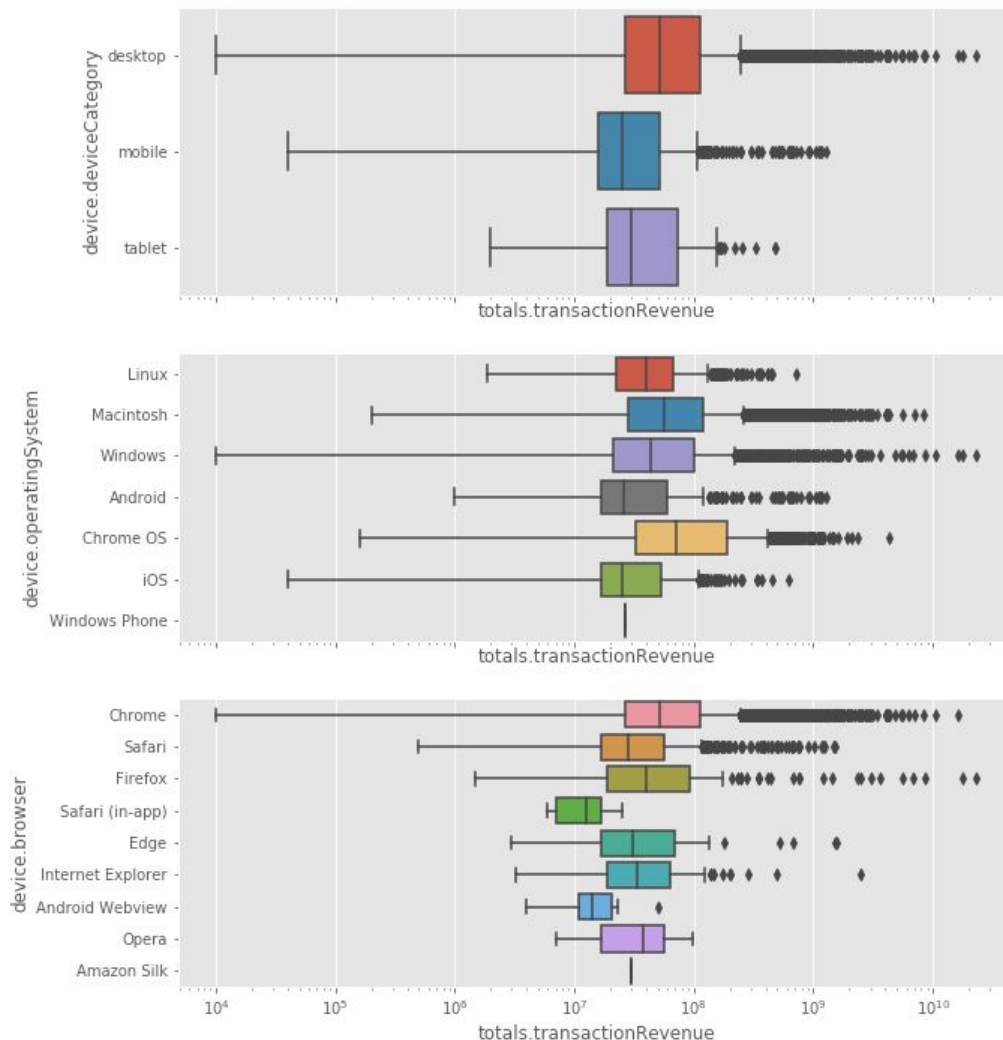 device.deviceCategory
desktop
mobile
tablet
totals.transactionRevenue
device.operatingSystem
Linux
Macintosh
Windows
Android
Chrome OS
iOS
Windows Phone
totals.transactionRevenue
device.browser
Chrome
Safari
Firefox
Safari (in-app)
Edge
Internet Explorer
Android Webview
Opera
Amazon Silk
10⁴ 10⁵ 10⁶ 10⁷ 10⁸ 10⁹ 10¹⁰
totals.transactionRevenue